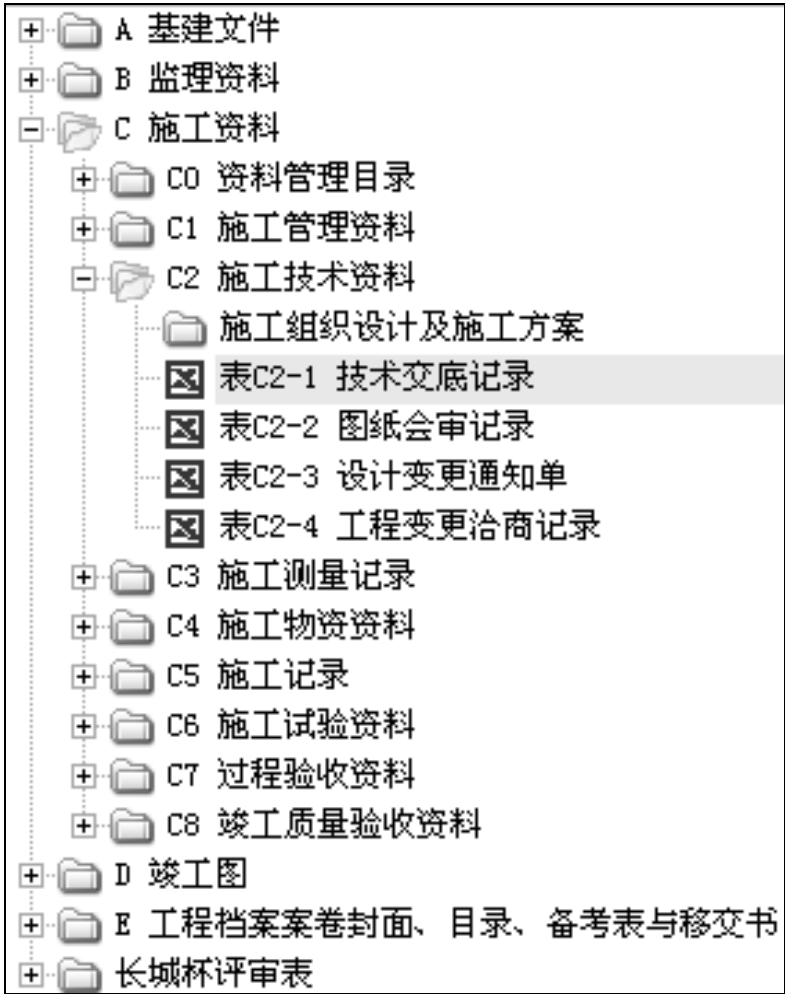 A 基建文件
B 监理资料
C 施工资料
C0 资料管理目录
C1 施工管理资料
C2 施工技术资料
施工组织设计及施工方案
表C2-1 技术交底记录
表C2-2 图纸会审记录
表C2-3 设计变更通知单
表C2-4 工程变更洽商记录
C3 施工测量记录
C4 施工物资资料
C5 施工记录
C6 施工试验资料
C7 过程验收资料
C8 竣工质量验收资料
D 竣工图
E 工程档案案卷封面、目录、备考表与移交书
长城杯评审表